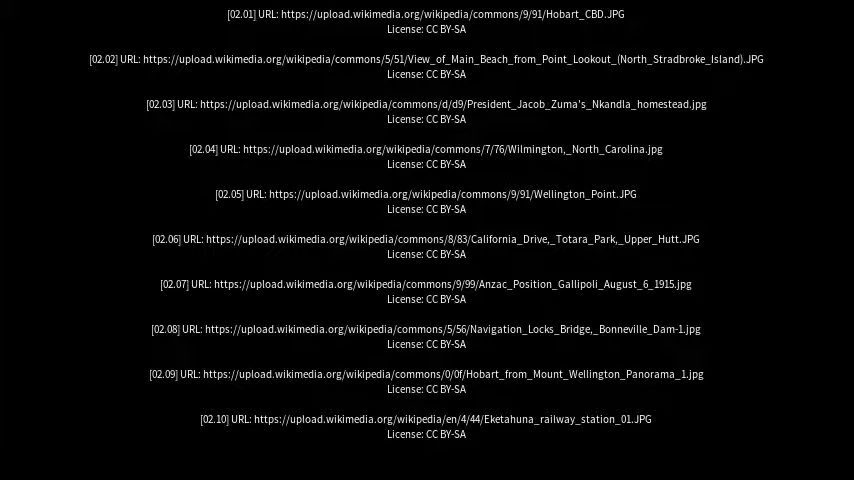 [02.01] URL: https://upload.wikimedia.org/wikipedia/commons/9/91/Hobart_CBD.JPG
License: CC BY-SA
[02.02] URL: https://upload.wikimedia.org/wikipedia/commons/5/51/View_of_Main_Beach_from_Point_Lookout_(North_Stradbroke_Island).JPG
License: CC BY-SA
[02.03] URL: https://upload.wikimedia.org/wikipedia/commons/d/d9/President_Jacob_Zuma's_Nkandla_homestead.jpg
License: CC BY-SA
[02.04] URL: https://upload.wikimedia.org/wikipedia/commons/7/76/Wilmington,_North_Carolina.jpg
License: CC BY-SA
[02.05] URL: https://upload.wikimedia.org/wikipedia/commons/9/91/Wellington_Point.JPG
License: CC BY-SA
[02.06] URL: https://upload.wikimedia.org/wikipedia/commons/8/83/California_Drive,_Totara_Park,_Upper_Hutt.JPG
License: CC BY-SA
[02.07] URL: https://upload.wikimedia.org/wikipedia/commons/9/99/Anzac_Position_Gallipoli_August_6_1915.jpg
License: CC BY-SA
[02.08] URL: https://upload.wikimedia.org/wikipedia/commons/5/56/Navigation_Locks_Bridge,_Bonneville_Dam-1.jpg
License: CC BY-SA
[02.09] URL: https://upload.wikimedia.org/wikipedia/commons/0/0f/Hobart_from_Mount_Wellington_Panorama_1.jpg
License: CC BY-SA
[02.10] URL: https://upload.wikimedia.org/wikipedia/en/4/44/Eketahuna_railway_station_01.JPG
License: CC BY-SA